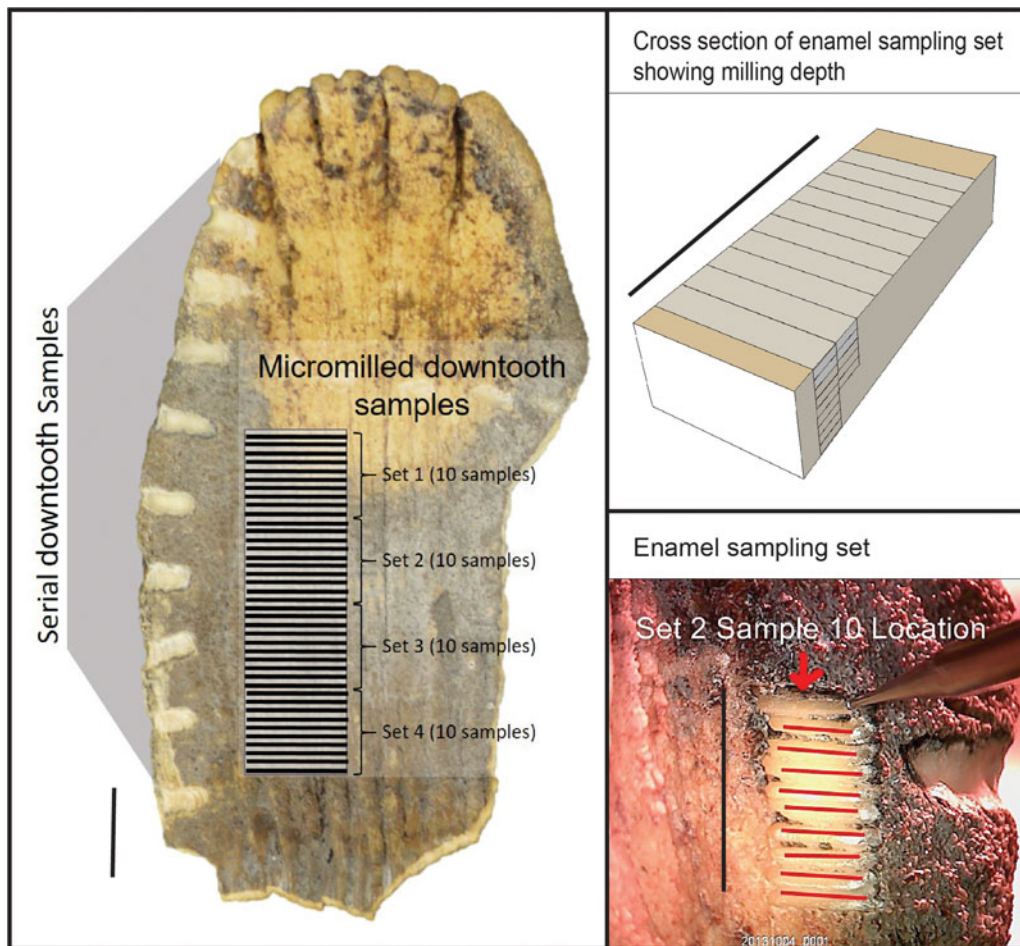 Serial downtooth Samples
Micromilled downtooth
samples
Set 1 (10 samples)
Set 2 (10 samples)
Set 3 (10 samples)
Set 4 (10 samples)
Cross section of enamel sampling set
showing milling depth
Enamel sampling set
Set 2 Sample 10 Location
20131004_0001